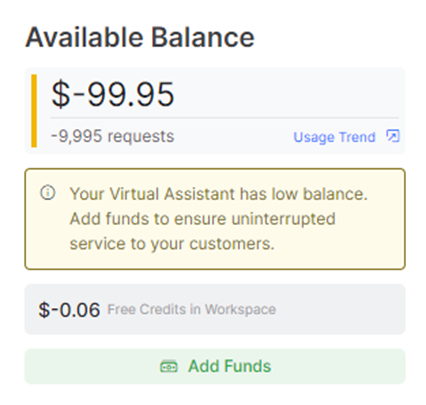 Available Balance
$-99.95
-9,995 requests
Usage Trend
Your Virtual Assistant has low balance.
Add funds to ensure uninterrupted
service to your customers.
$-0.06 Free Credits in Workspace
Add Funds